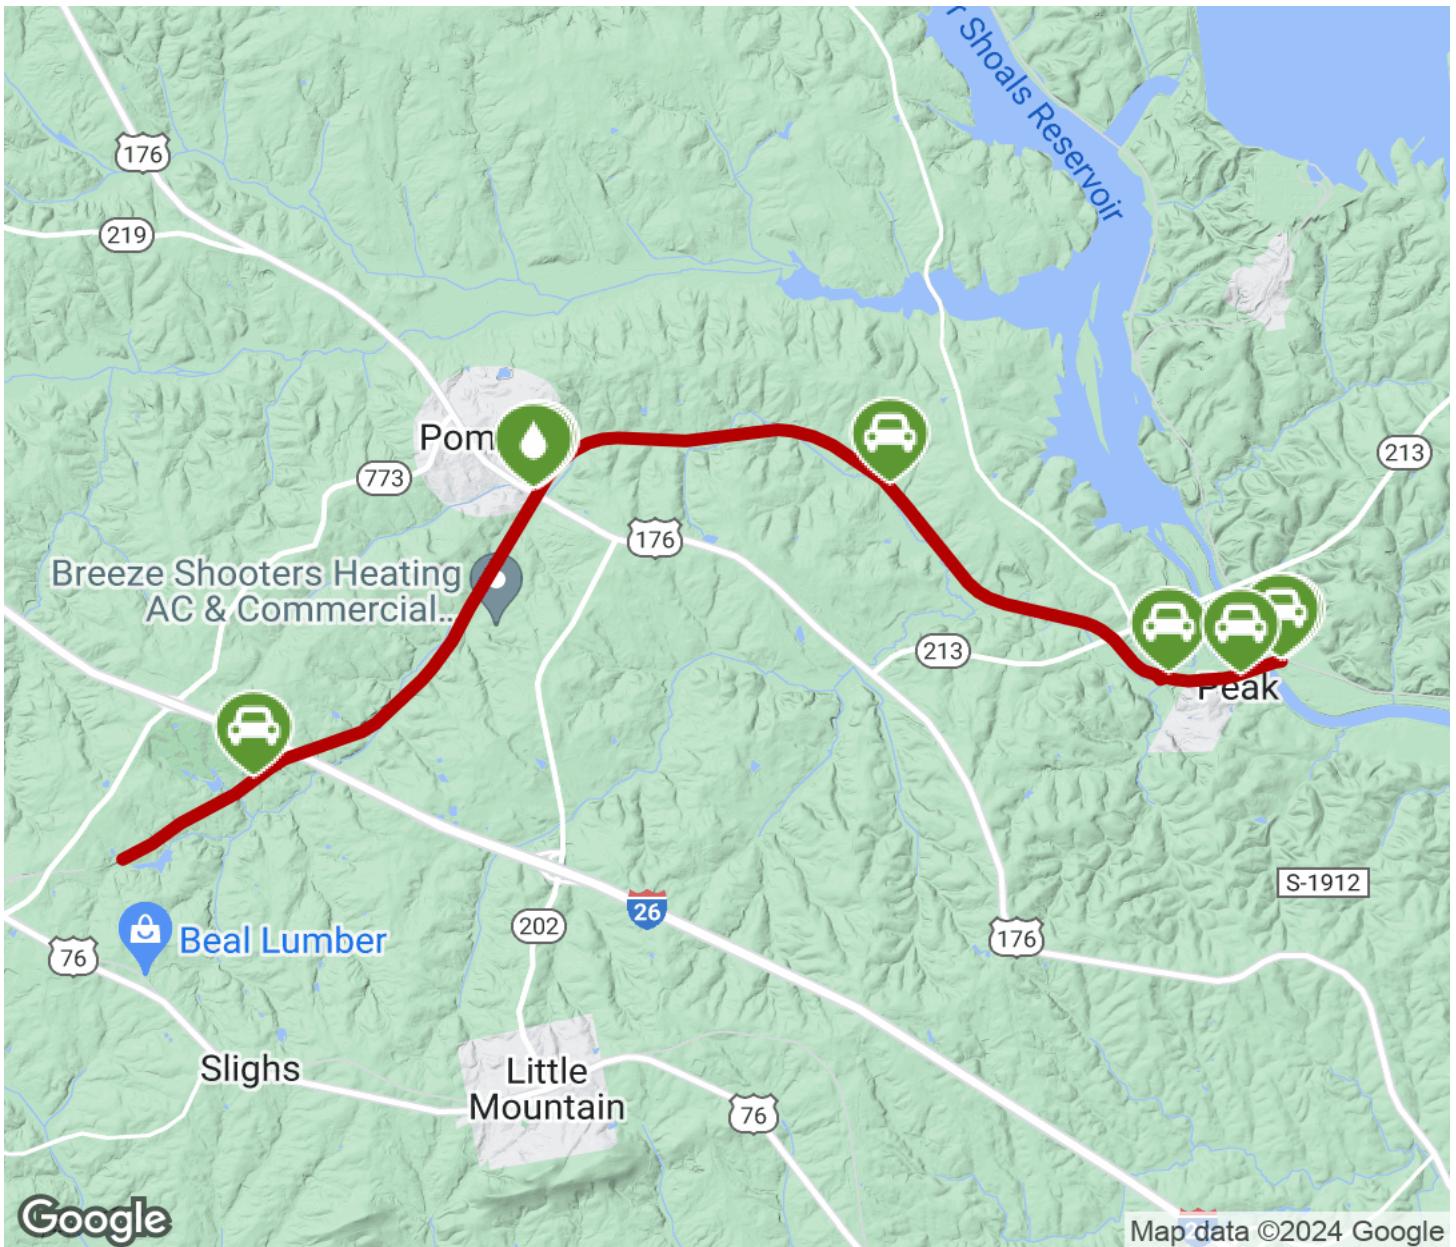 r Shoals Reservoir
176
219
Pom
773
213
176
Breeze Shooters Heating
AC & Commercial..
213
Peak
S-1912
26
202
176
Beal Lumber
76
Slighs
Little
Mountain
76
Google
Map data ©2024 Google